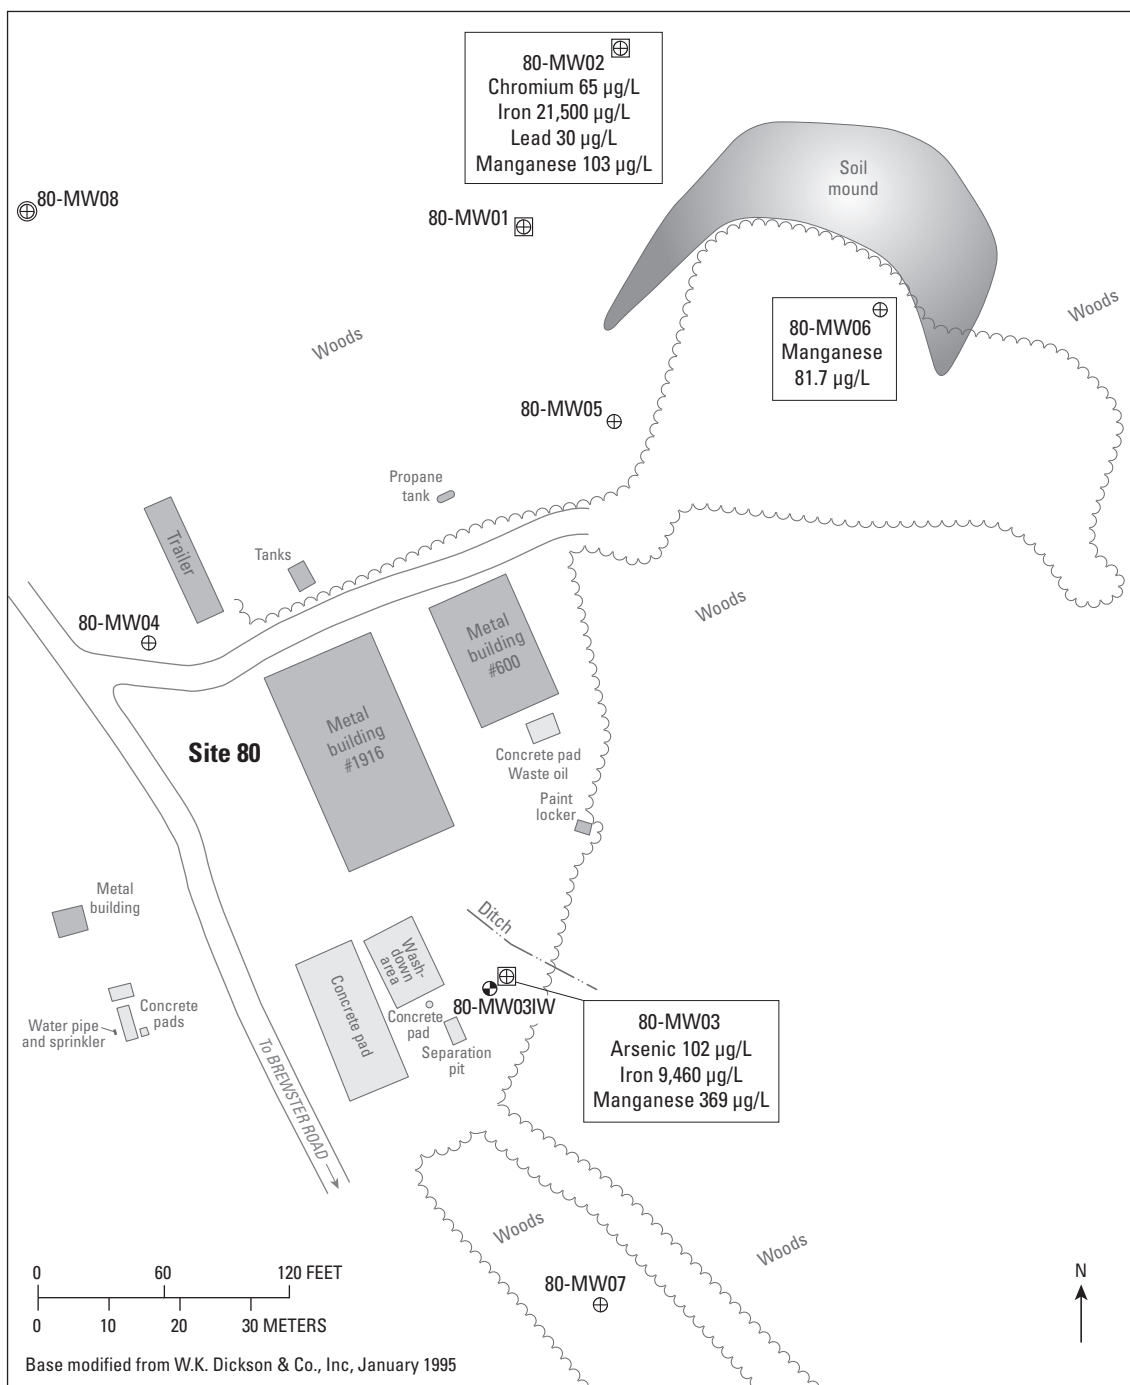 80-MW02
Chromium 65 µg/L
Iron 21,500 µg/L
Lead 30 µg/L
Manganese 103 µg/L
Soil
mound
80-MW08
80-MW01
Woods
80-MW06
Manganese
81.7 µg/L
Woods
80-MW05
Propane
tank
Trailer
Tanks
Woods
80-MW04
Metal
building
#600
Metal
building
#1916
Site 80
Concrete pad
Waste oil
Paint
locker
Metal
building
Ditch
Wash-
down
area
Concrete pad
80-MW03IW
Concrete
pad
Separation
pit
Concrete
pads
Water pipe
and sprinkler
80-MW03
Arsenic 102 µg/L
Iron 9,460 µg/L
Manganese 369 µg/L
To BREWSTER ROAD
Woods
Woods
80-MW07
0 60 120 FEET
0 10 20 30 METERS
N
Base modified from W.K. Dickson & Co., Inc, January 1995